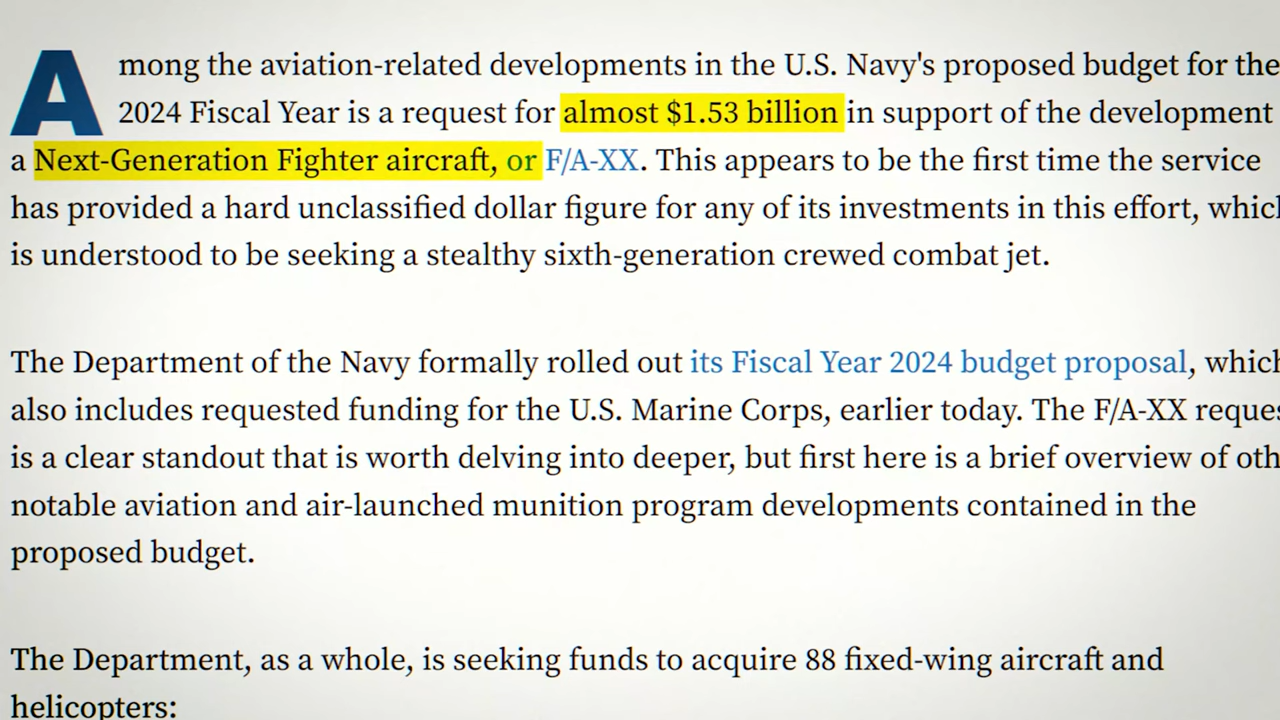 Among the aviation-related developments in the U.S. Navy's proposed budget for the
2024 Fiscal Year is a request for almost $1.53 billion in support of the development
a Next-Generation Fighter aircraft, or F/A-XX. This appears to be the first time the service
has provided a hard unclassified dollar figure for any of its investments in this effort, which
is understood to be seeking a stealthy sixth-generation crewed combat jet.
The Department of the Navy formally rolled out its Fiscal Year 2024 budget proposal, which
also includes requested funding for the U.S. Marine Corps, earlier today. The F/A-XX reques
is a clear standout that is worth delving into deeper, but first here is a brief overview of oth
notable aviation and air-launched munition program developments contained in the
proposed budget.
The Department, as a whole, is seeking funds to acquire 88 fixed-wing aircraft and
helicopters: